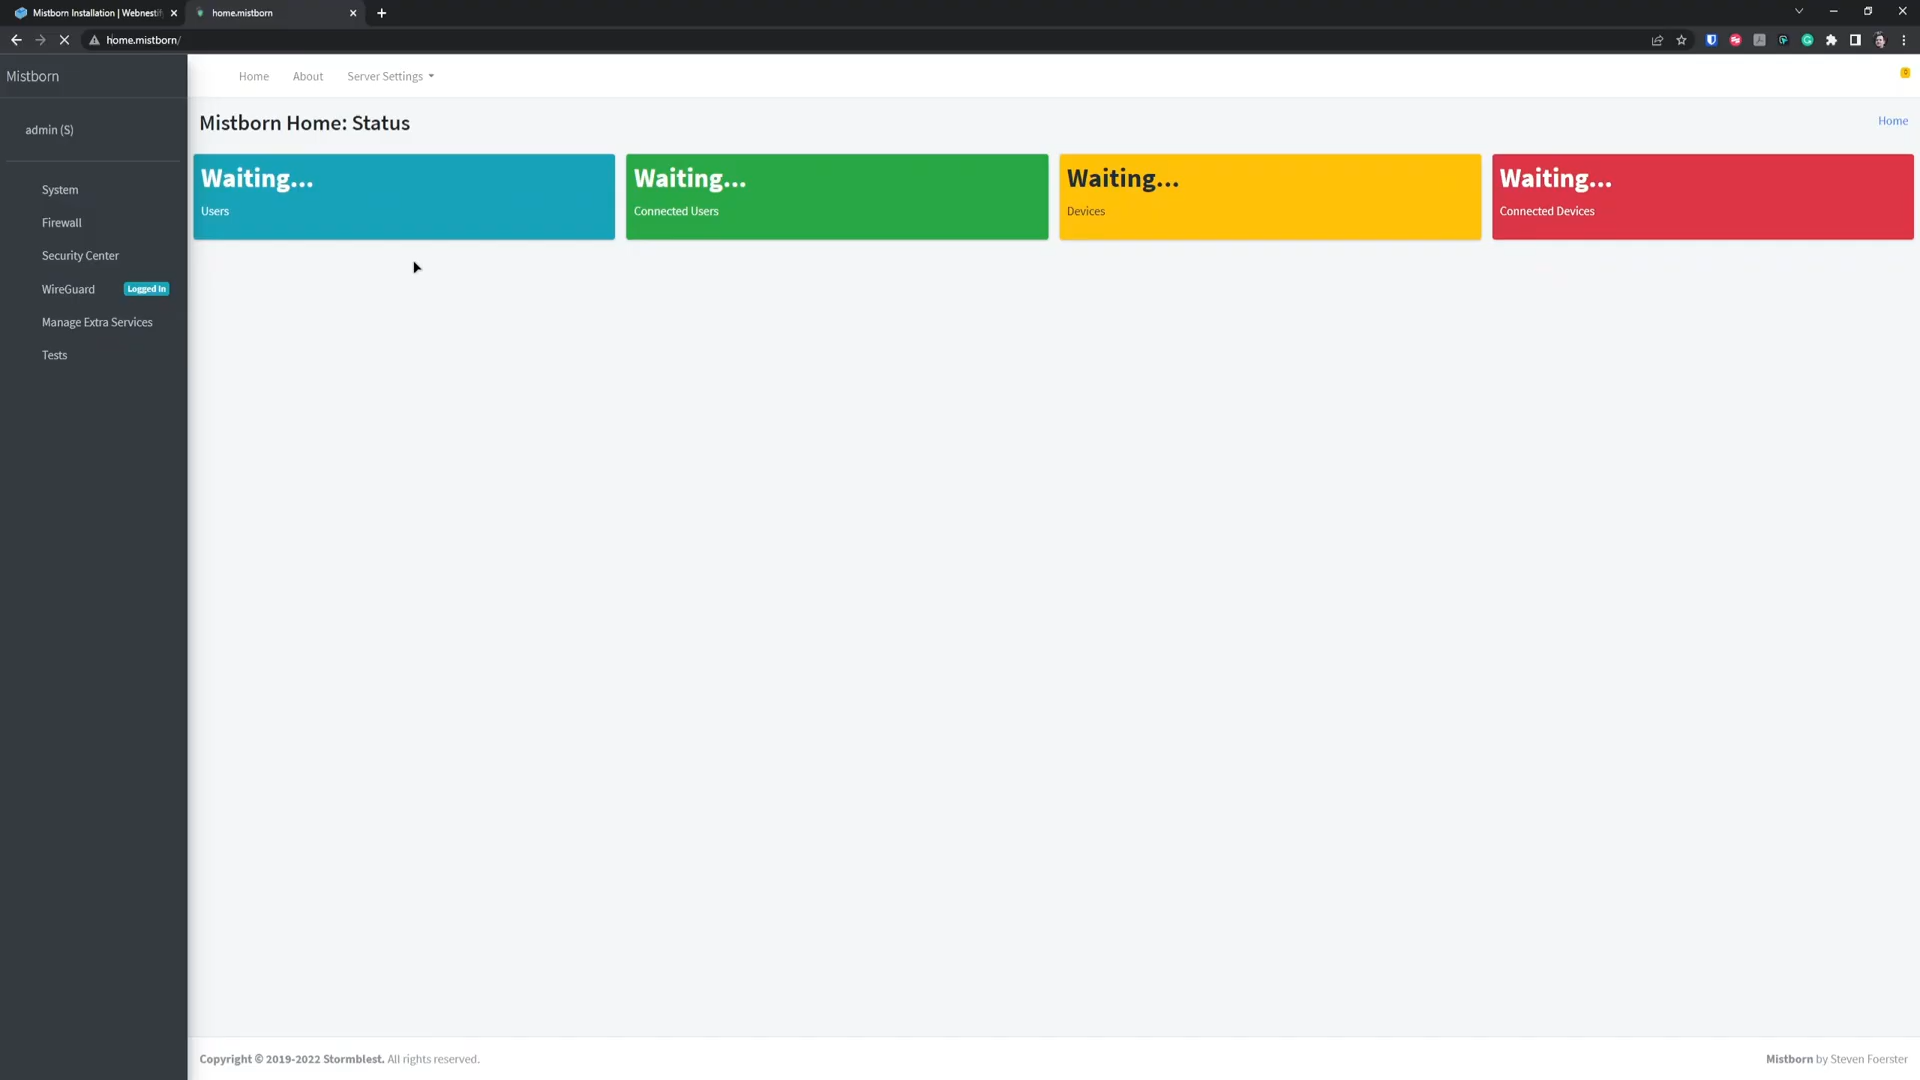 Mistborn Installation | Webnesti
home.mistborn
home.mistborn/
Mistborn
Home
About
Server Settings
admin (S)
Mistborn Home: Status
Home
System
Firewall
Security Center
WireGuard
Logged in
Manage Extra Services
Tests
Waiting...
Users
Waiting...
Connected Users
Waiting...
Devices
Waiting...
Connected Devices
Copyright © 2019-2022 Stormblest. All rights reserved.
Mistborn by Steven Foerster